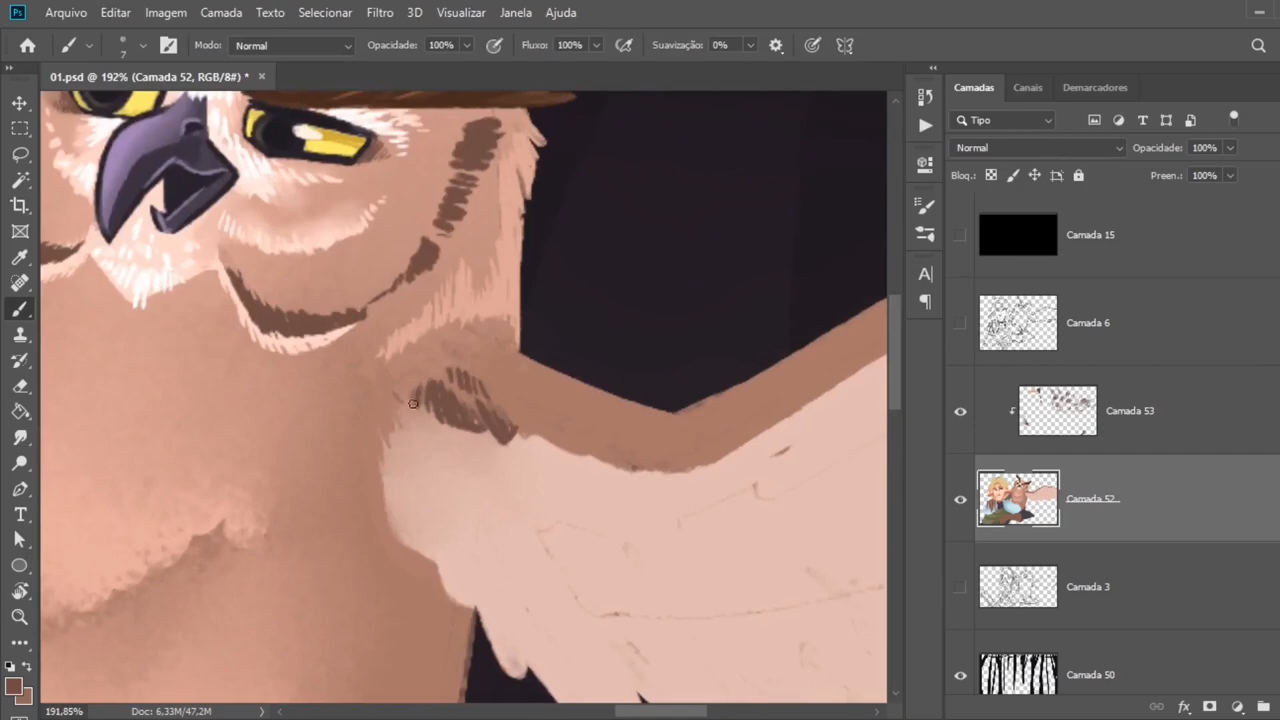 Ps Arquivo Editar Imagem Camada Texto Selecionar Filtro 3D Visualizar Janela Ajuda
7 Modo: Normal Opacidade: 100% Fluxo: 100% Suavização: 0%
01.psd @ 192% (Camada 52, RGB/8#) * ×
Camadas Canais Demarcadores
Tipo
Normal Opacidade: 100%
Bloq.: Preen.: 100%
Camada 15
Camada 6
Camada 53
Camada 52
Camada 3
Camada 50
191,85% Doc: 6,33M/47,2M